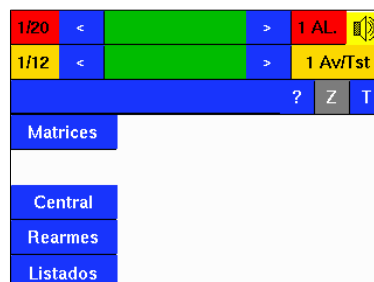 1/20 < > 1 AL.
1/12 < > 1 Av/Tst
? Z T
Matrices
Central
Rearmes
Listados